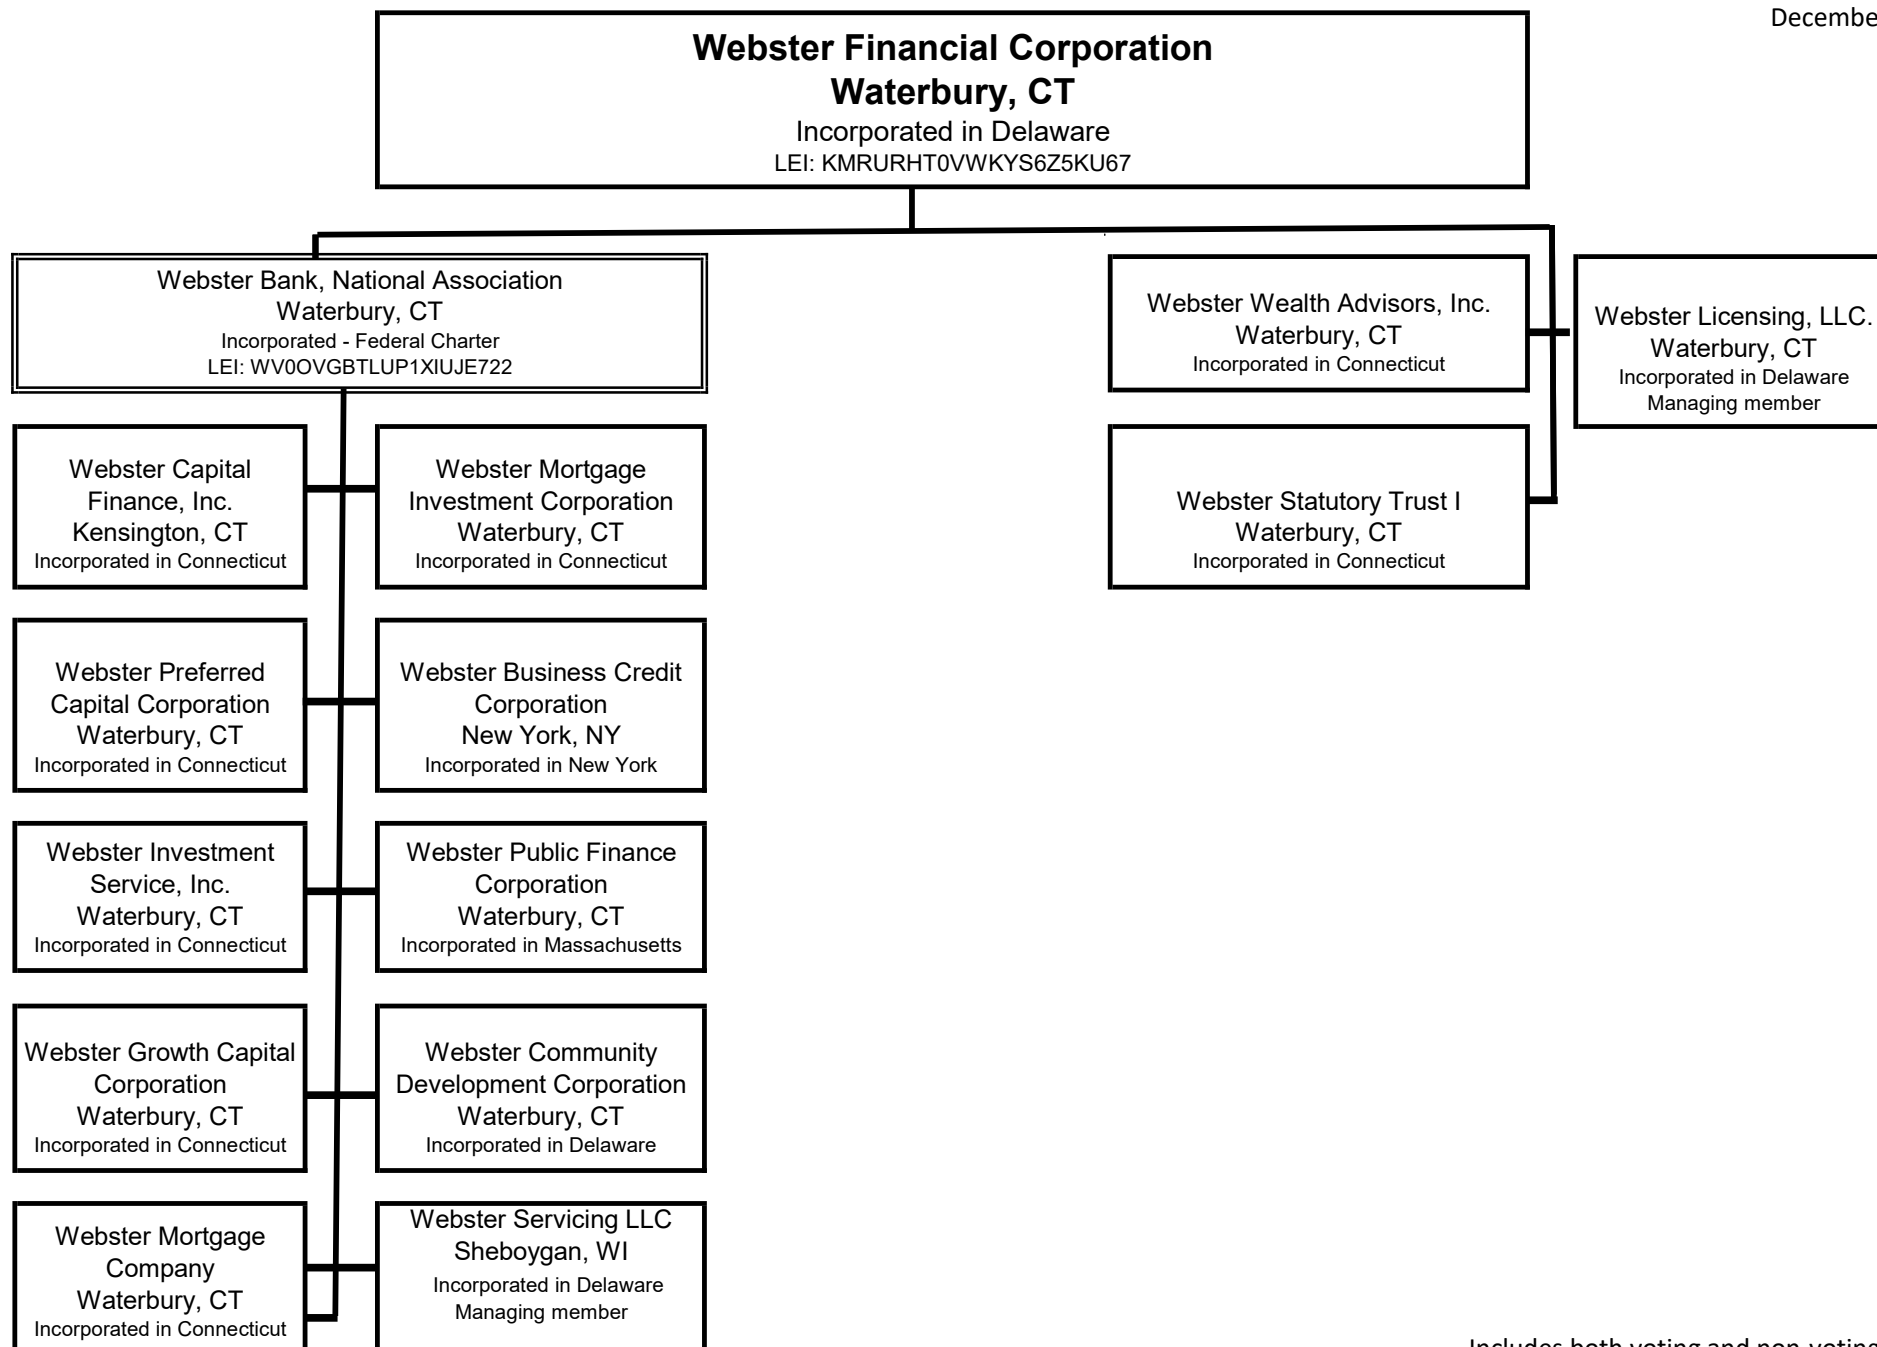 Decembe
Webster Financial Corporation
Waterbury, CT
Incorporated in Delaware
LEI: KMRURHT0VWKYS6Z5KU67
Webster Bank, National Association
Waterbury, CT
Incorporated - Federal Charter
LEI: WV0OVGBTLUP1XIUJE722
Webster Wealth Advisors, Inc.
Waterbury, CT
Incorporated in Connecticut
Webster Licensing, LLC.
Waterbury, CT
Incorporated in Delaware
Managing member
Webster Capital
Finance, Inc.
Kensington, CT
Incorporated in Connecticut
Webster Mortgage
Investment Corporation
Waterbury, CT
Incorporated in Connecticut
Webster Statutory Trust I
Waterbury, CT
Incorporated in Connecticut
Webster Preferred
Capital Corporation
Waterbury, CT
Incorporated in Connecticut
Webster Business Credit
Corporation
New York, NY
Incorporated in New York
Webster Investment
Service, Inc.
Waterbury, CT
Incorporated in Connecticut
Webster Public Finance
Corporation
Waterbury, CT
Incorporated in Massachusetts
Webster Growth Capital
Corporation
Waterbury, CT
Incorporated in Connecticut
Webster Community
Development Corporation
Waterbury, CT
Incorporated in Delaware
Webster Mortgage
Company
Waterbury, CT
Incorporated in Connecticut
Webster Servicing LLC
Sheboygan, WI
Incorporated in Delaware
Managing member
Includes both voting and non-voting